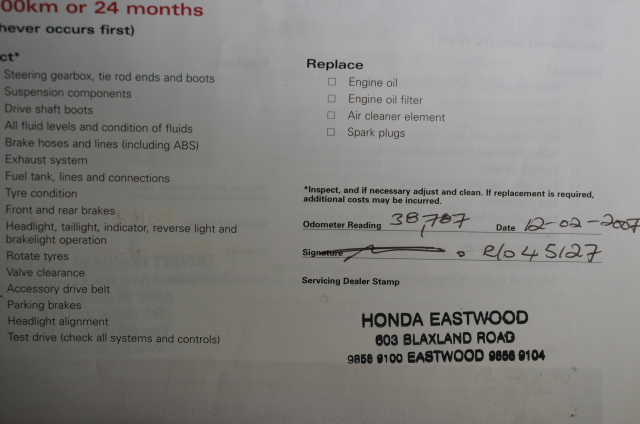 00km or 24 months
hever occurs first)
ct*
Steering gearbox, tie rod ends and boots
Suspension components
Drive shaft boots
All fluid levels and condition of fluids
Brake hoses and lines (including ABS)
Exhaust system
Fuel tank, lines and connections
Tyre condition
Front and rear brakes
Headlight, taillight, indicator, reverse light and
brakelight operation
Rotate tyres
Valve clearance
Accessory drive belt
Parking brakes
Headlight alignment
Test drive (check all systems and controls)
Replace
Engine oil
Engine oil filter
Air cleaner element
Spark plugs
*Inspect, and if necessary adjust and clean. If replacement is required,
additional costs may be incurred.
Odometer Reading 38,787 Date 12-02-2007
Signature R/o 45127
Servicing Dealer Stamp
HONDA EASTWOOD
603 BLAXLAND ROAD
9858 9100 EASTWOOD 9858 9104